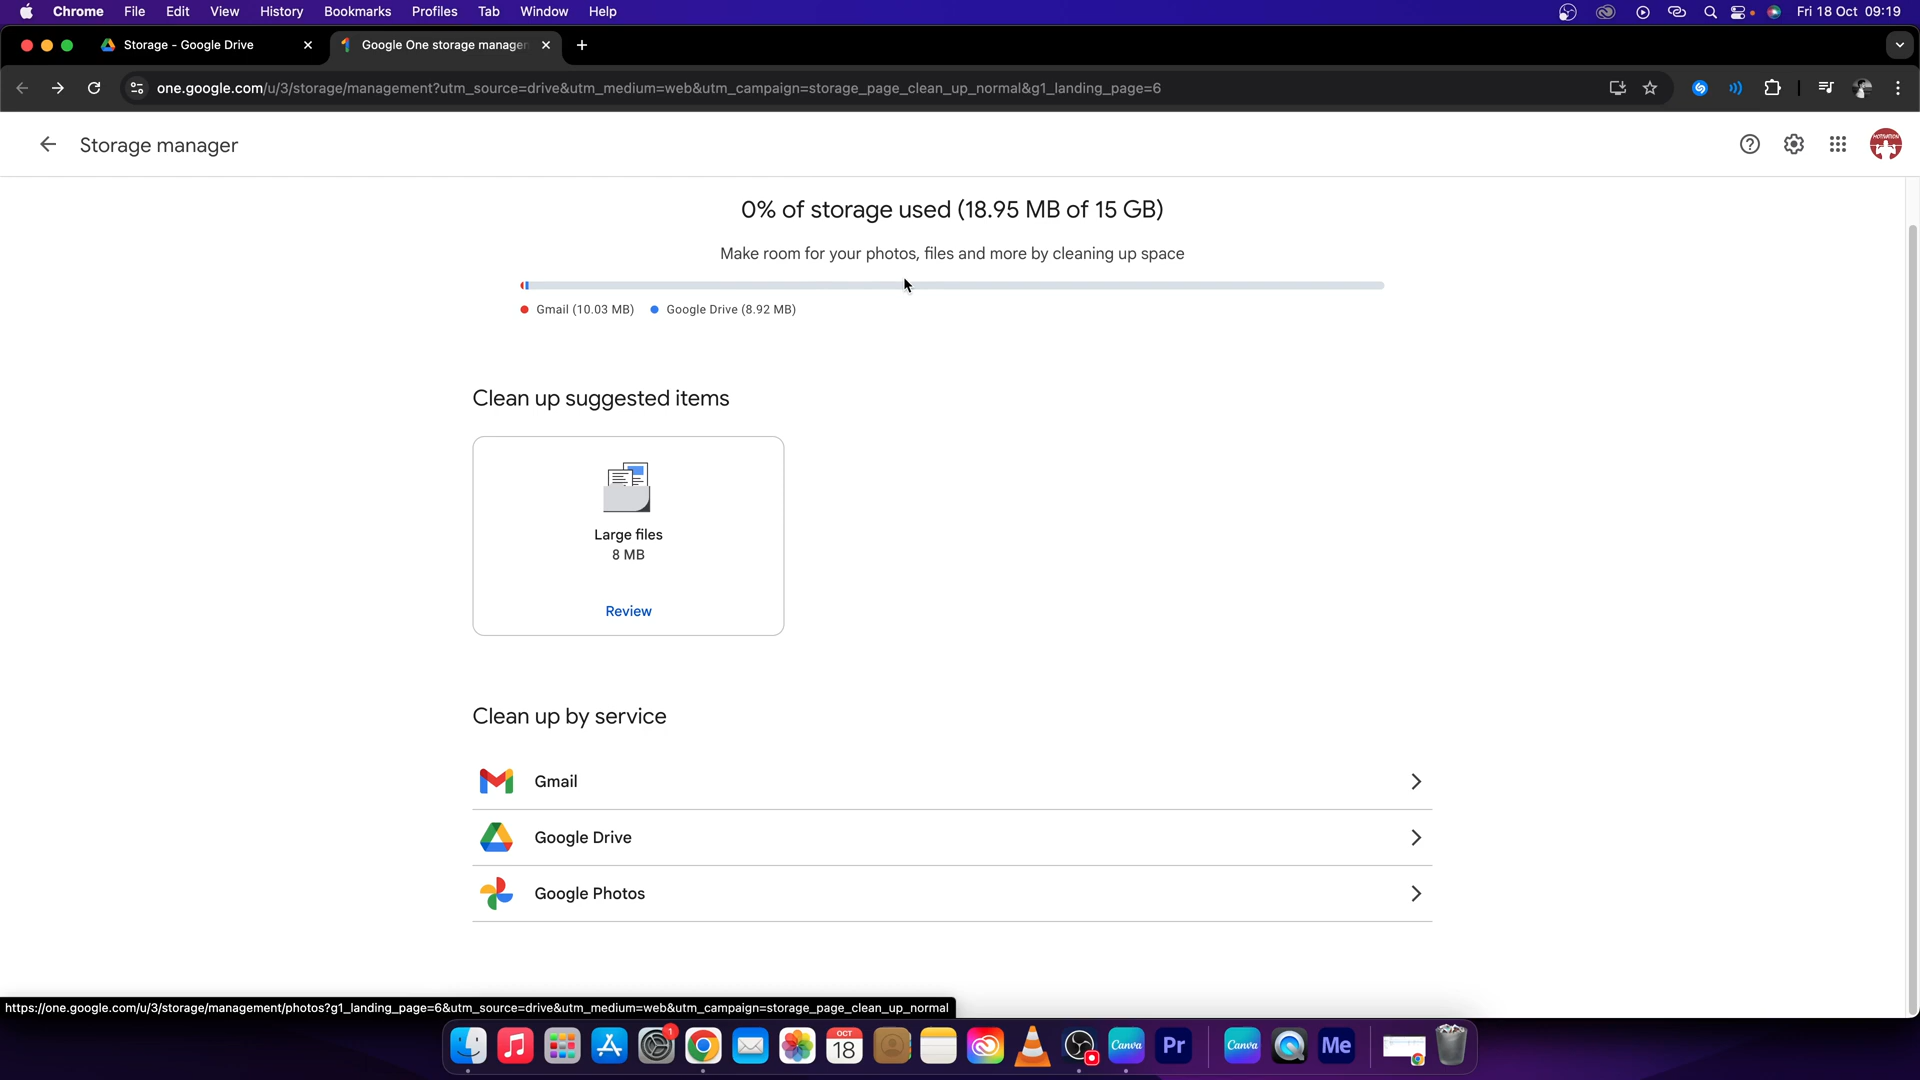 Chrome File Edit View History Bookmarks Profiles Tab Window Help Fri 18 Oct 09:19
Storage - Google Drive Google One storage manager
one.google.com/u/3/storage/management?utm_source=drive&utm_medium=web&utm_campaign=storage_page_clean_up_normal&g1_landing_page=6
Storage manager
MOTIVATION
0% of storage used (18.95 MB of 15 GB)
Make room for your photos, files and more by cleaning up space
Gmail (10.03 MB) Google Drive (8.92 MB)
Clean up suggested items
Large files
8 MB
Review
Clean up by service
Gmail
Google Drive
Google Photos
https://one.google.com/u/3/storage/management/photos?g1_landing_page=6&utm_source=drive&utm_medium=web&utm_campaign=storage_page_clean_up_normal
1 OCT 18 Canva Pr Canva Me